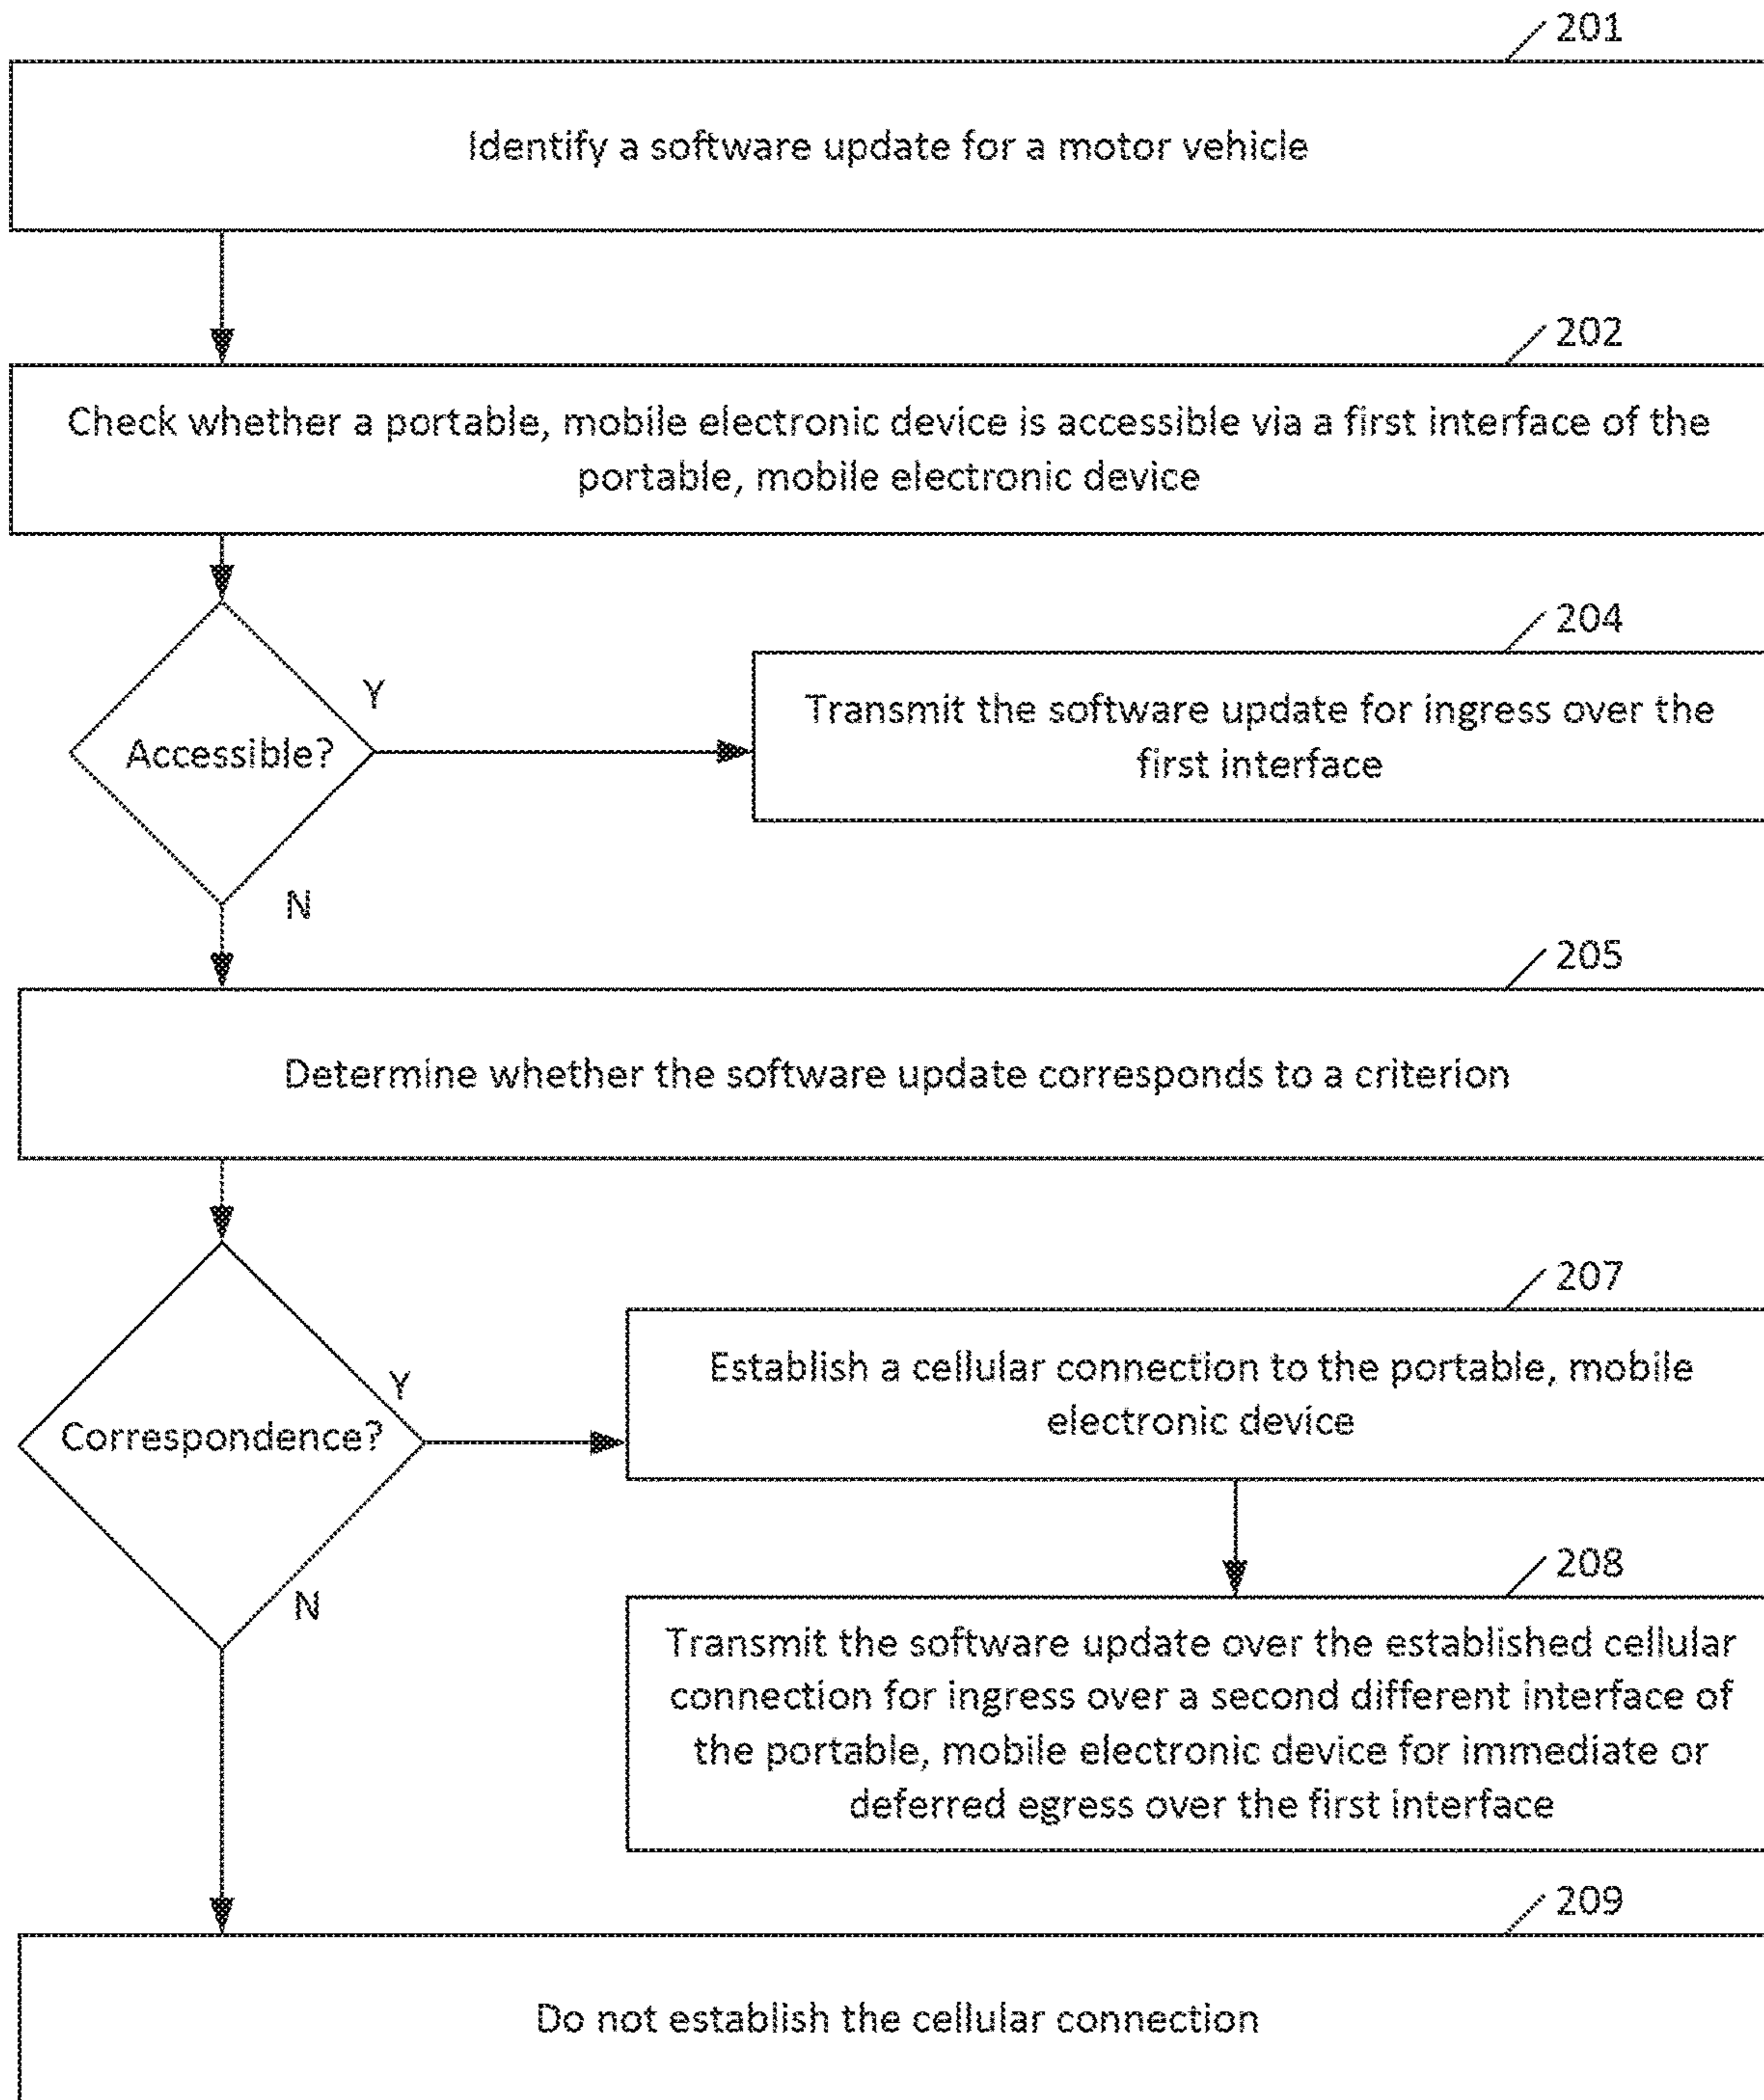 201
Identify a software update for a motor vehicle
202
Check whether a portable, mobile electronic device is accessible via a first interface of the
portable, mobile electronic device
204
Y
Transmit the software update for ingress over the
first interface
Accessible?
N
205
Determine whether the software update corresponds to a criterion
207
Establish a cellular connection to the portable, mobile
electronic device
Y
Correspondence?
N
208
Transmit the software update over the established cellular
connection for ingress over a second different interface of
the portable, mobile electronic device for immediate or
deferred egress over the first interface
209
Do not establish the cellular connection